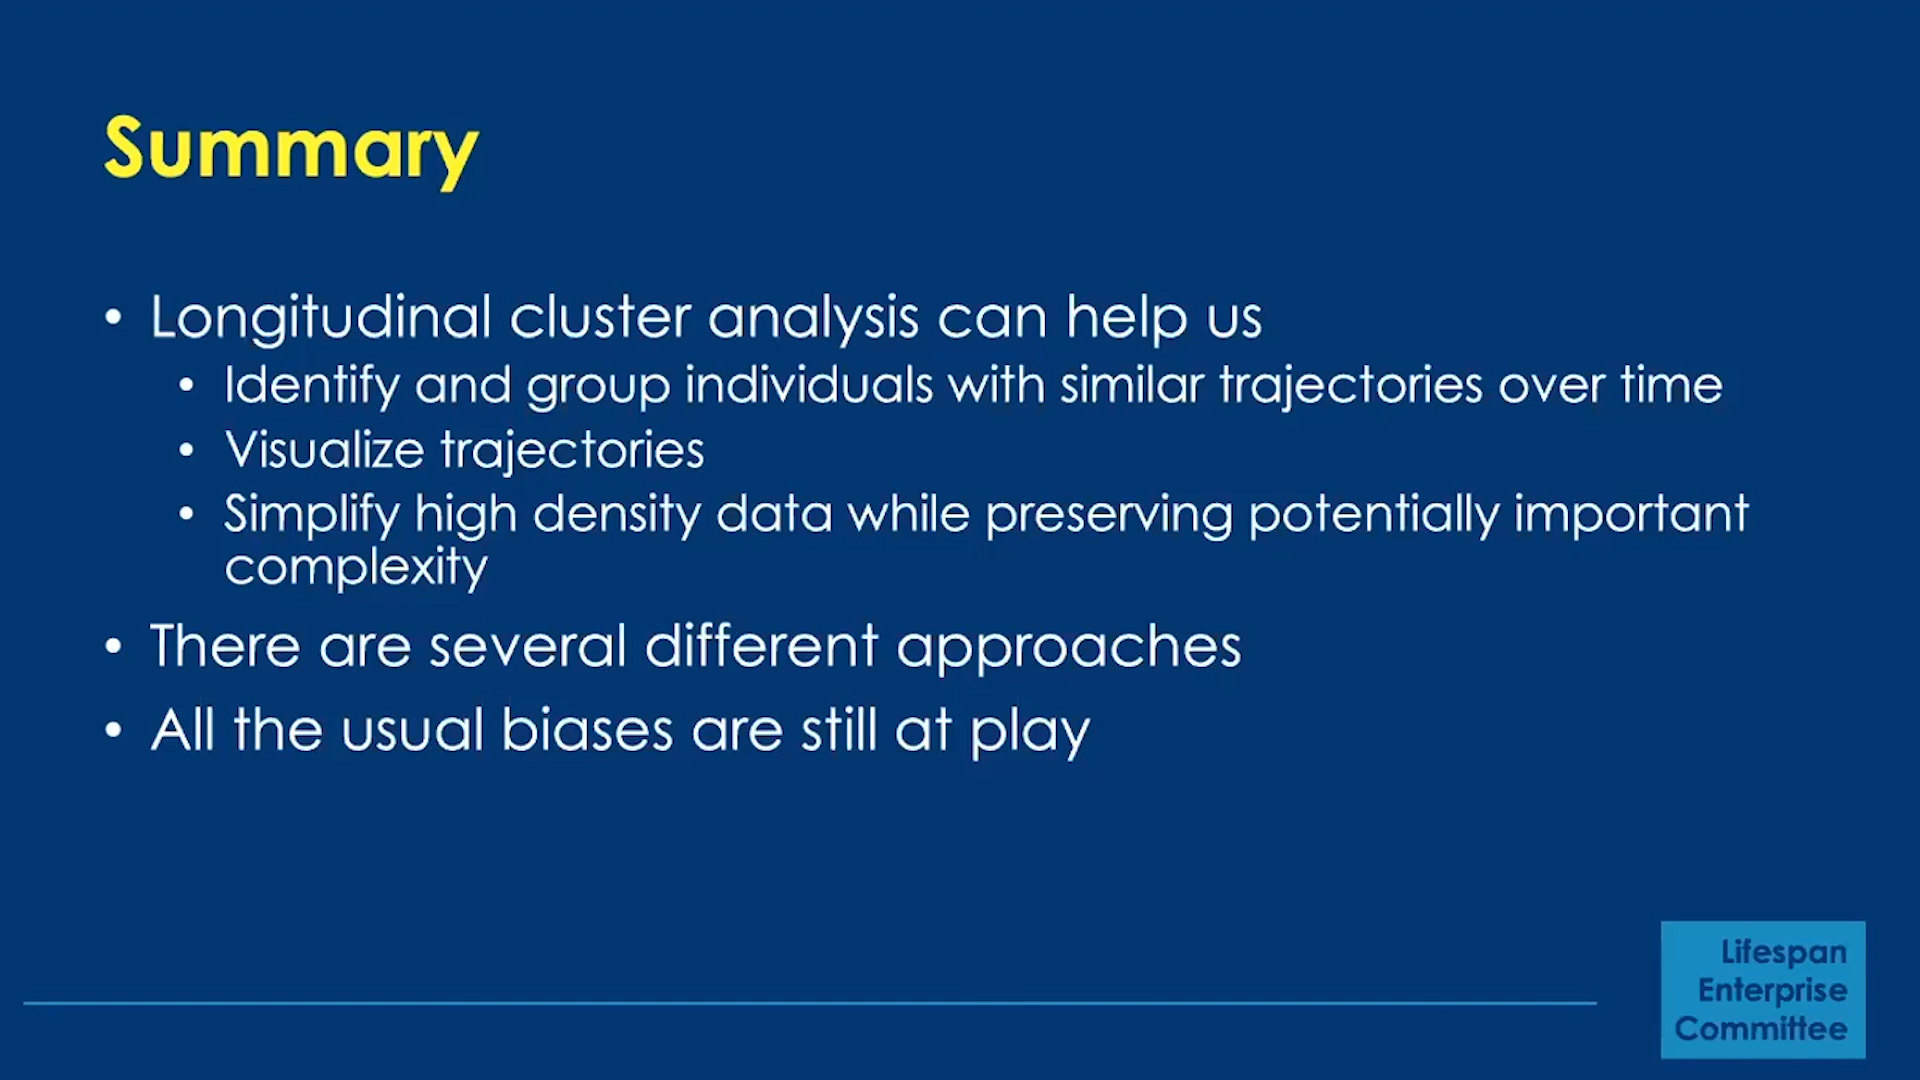 Summary
• Longitudinal cluster analysis can help us
• Identify and group individuals with similar trajectories over time
• Visualize trajectories
• Simplify high density data while preserving potentially important
complexity
• There are several different approaches
• All the usual biases are still at play
Lifespan
Enterprise
Committee